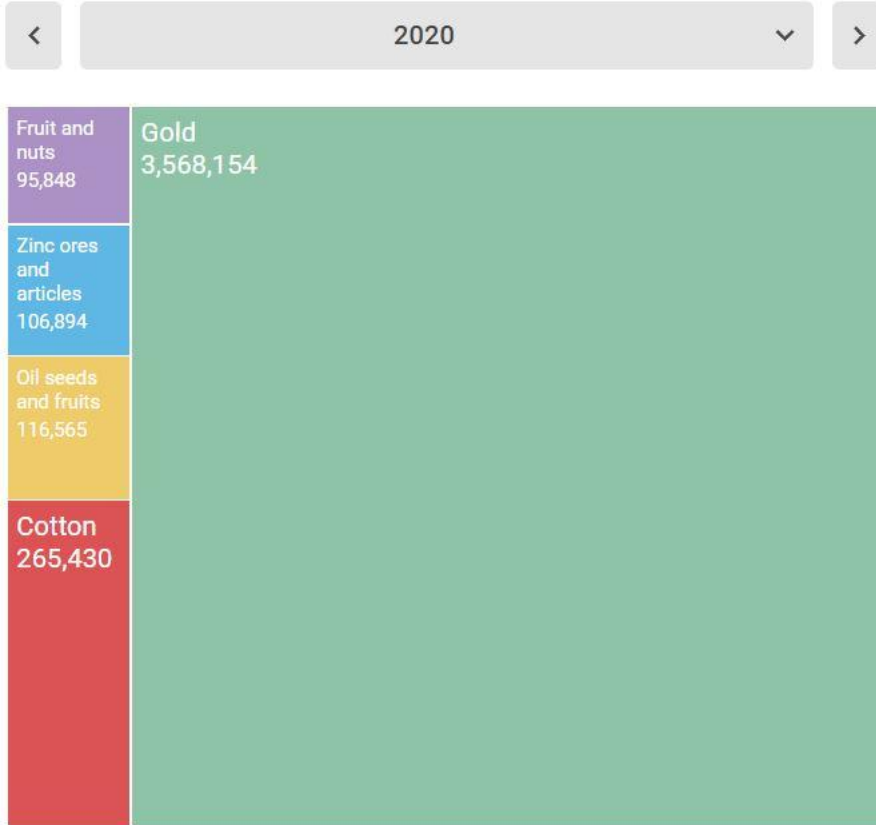 2020
Fruit and
nuts
95,848
Gold
3,568,154
Zinc ores
and
articles
106,894
Oil seeds
and fruits
116,565
Cotton
265,430